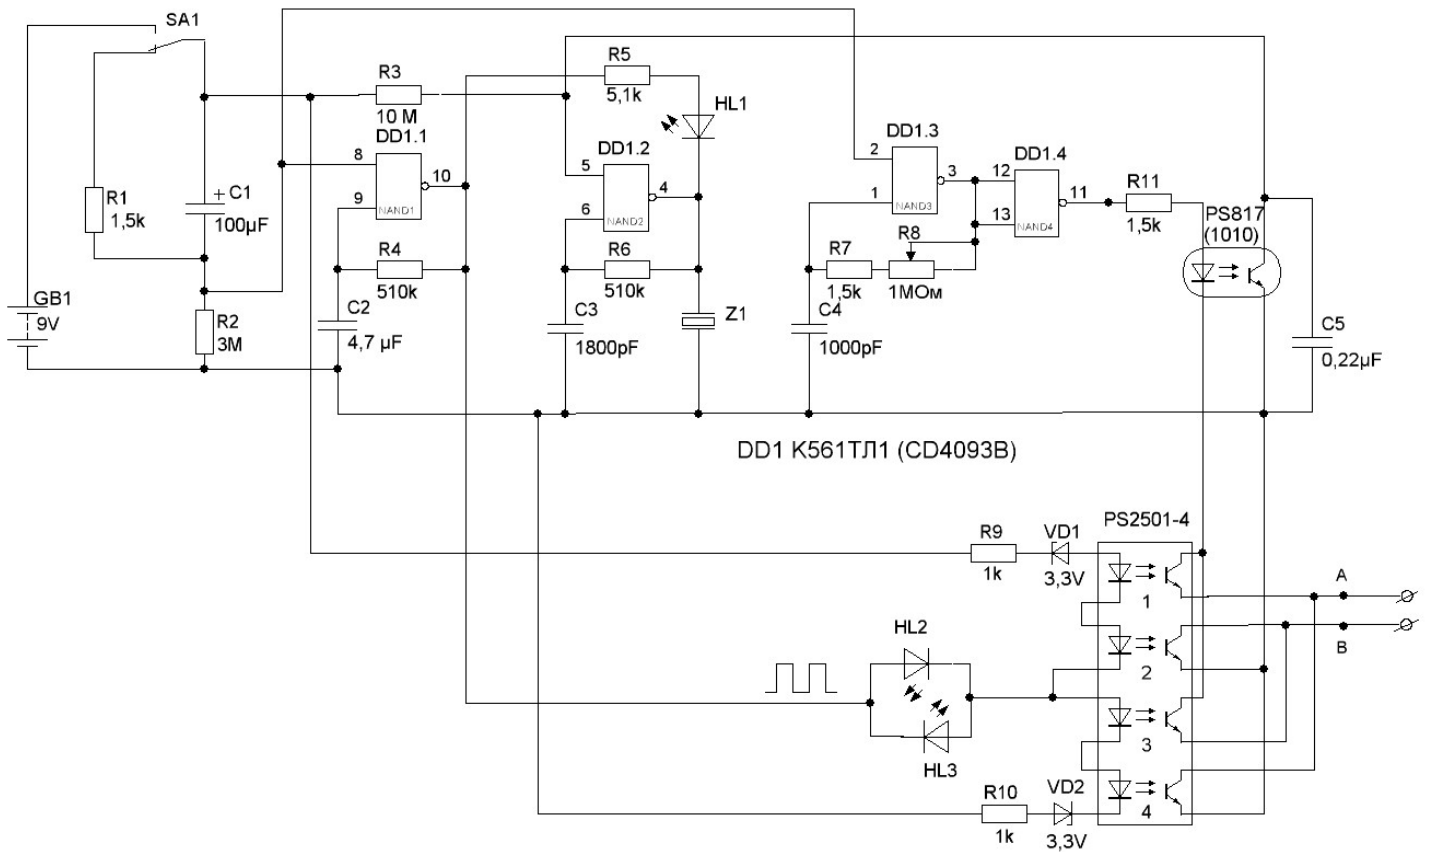 SA1
R5
5,1k
R3
10 M
HL1
DD1.1
8
9
10
NAND1
DD1.2
5
6
4
NAND2
DD1.3
2
1
3
NAND3
DD1.4
12
13
11
NAND4
R11
1,5k
PS817
(1010)
R1
1,5k
+ C1
100µF
R4
510k
R6
510k
R7
1,5k
R8
1МОм
GB1
9V
R2
3M
C2
4,7 µF
C3
1800pF
Z1
C4
1000pF
C5
0,22µF
DD1 К561ТЛ1 (CD4093B)
PS2501-4
R9
1k
VD1
3,3V
1
2
3
4
A
B
HL2
HL3
R10
1k
VD2
3,3V